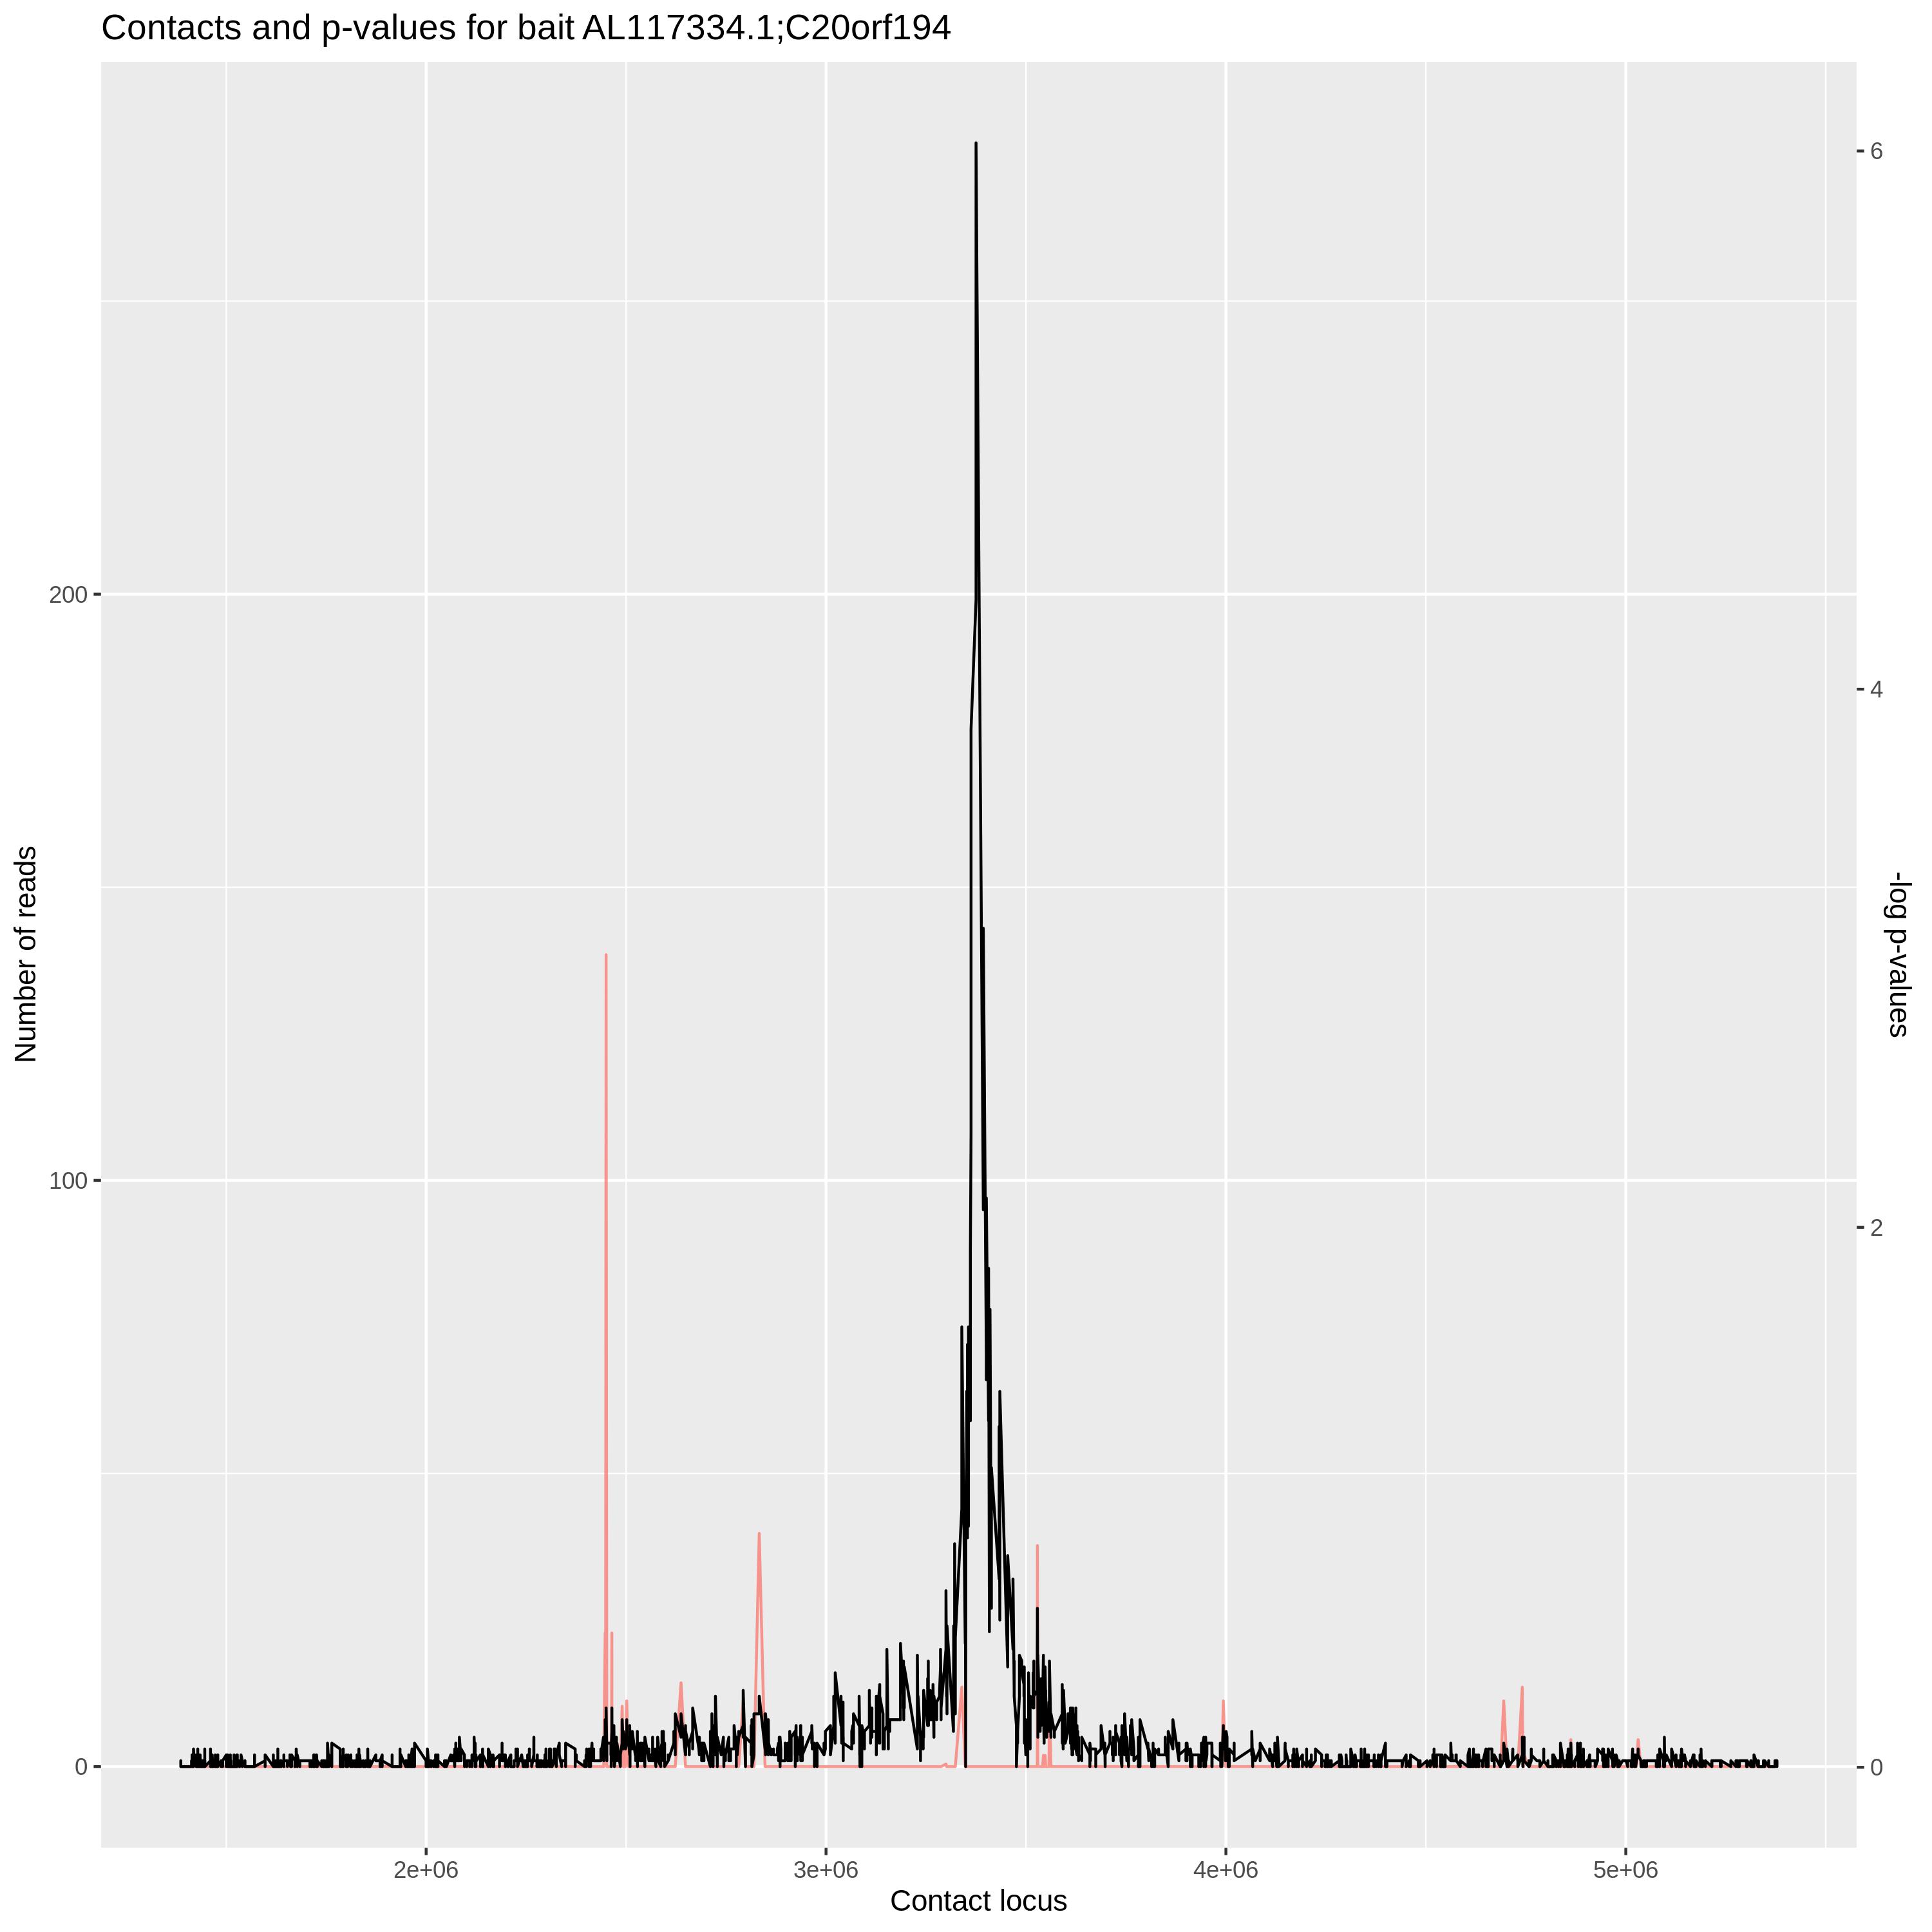 Contacts and p-values for bait AL117334.1;C20orf194
Number of reads
200
100
0
6
4
2
0
-log p-values
2e+06
3e+06
4e+06
5e+06
Contact locus